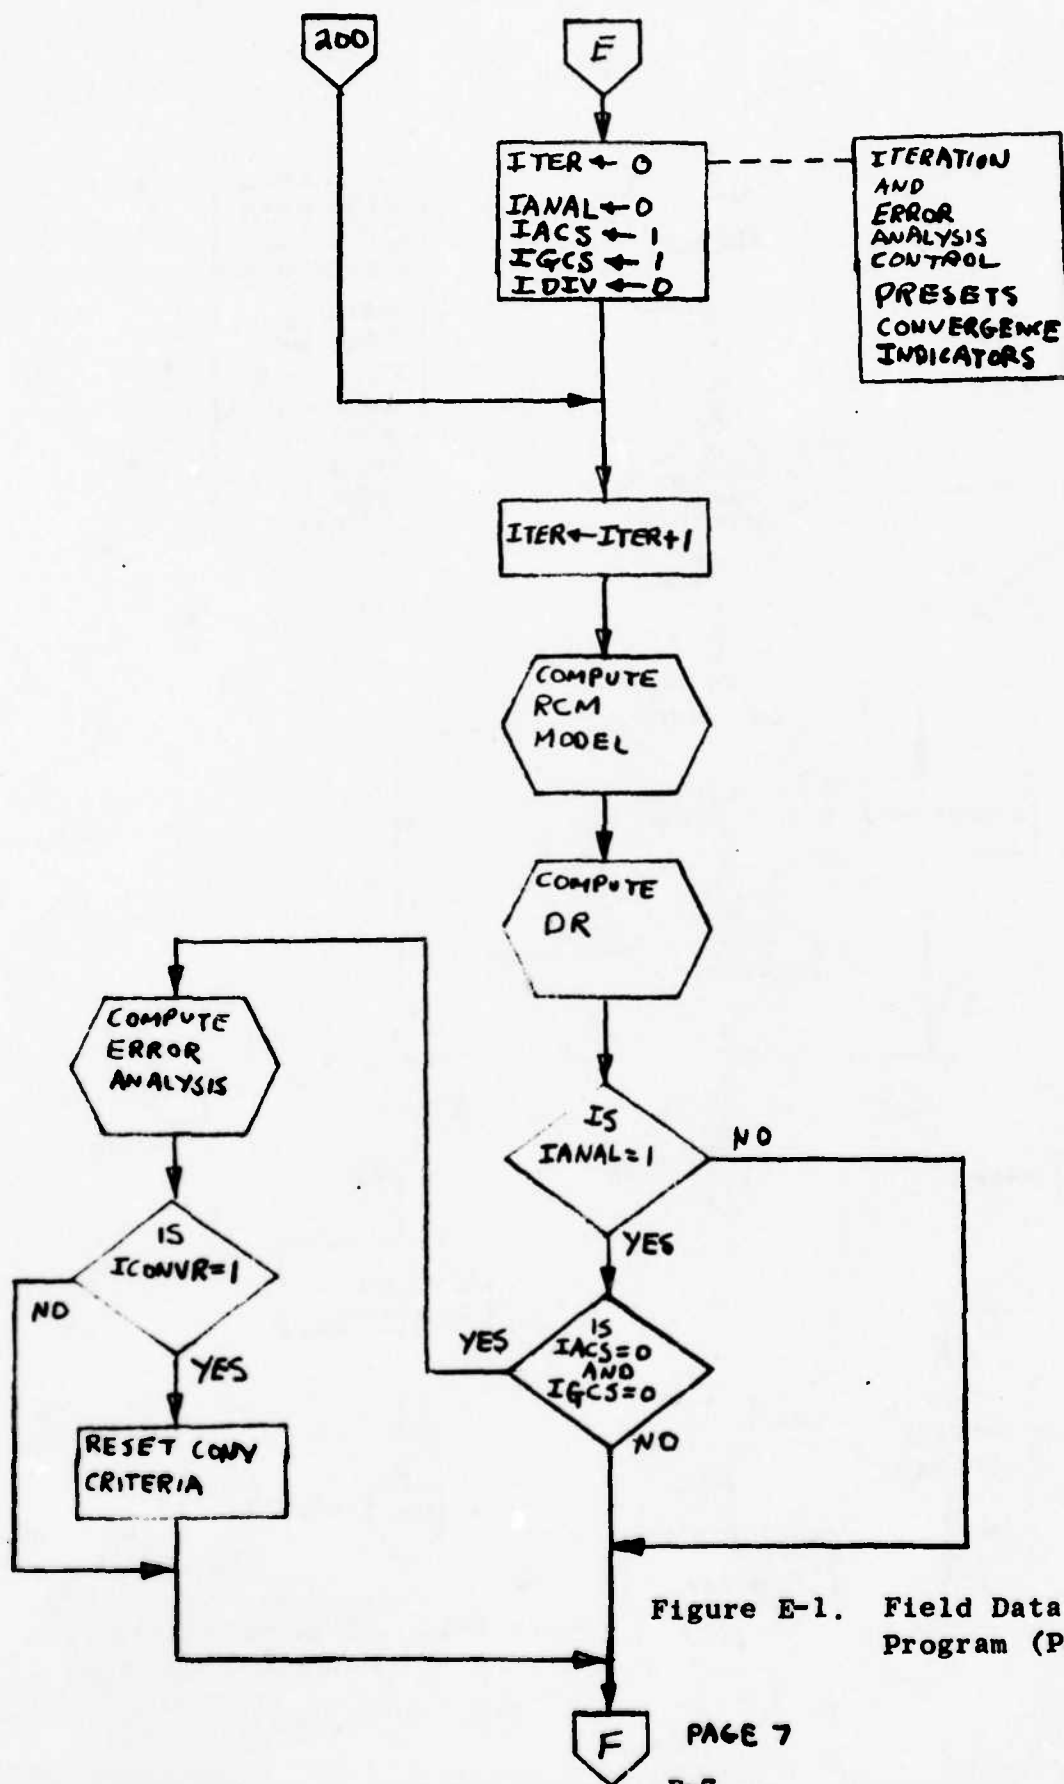 200
E
ITER ← 0
IANAL ← 0
IACS ← 1
IGCS ← 1
IDIV ← 0
ITERATION
AND
ERROR
ANALYSIS
CONTROL
PRESETS
CONVERGENCE
INDICATORS
ITER ← ITER+1
COMPUTE
RCM
MODEL
COMPUTE
DR
COMPUTE
ERROR
ANALYSIS
IS
IANAL=1
NO
YES
IS
ICONVR=1
NO
YES
IS
IACS=0
AND
IGCS=0
YES
NO
RESET CONV
CRITERIA
Figure E-1. Field Data
Program (P
F
PAGE 7